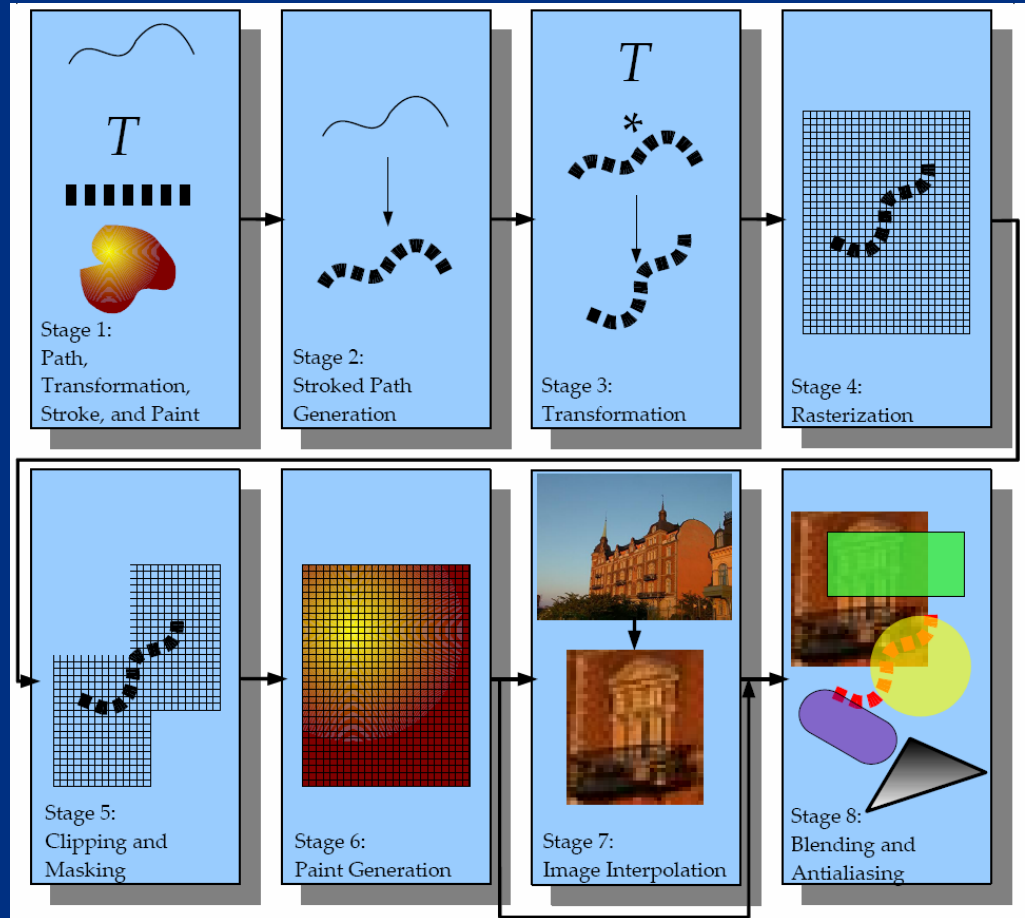 T
Stage 1:
Path,
Transformation,
Stroke, and Paint
Stage 2:
Stroked Path
Generation
T
*
Stage 3:
Transformation
Stage 4:
Rasterization
Stage 5:
Clipping and
Masking
Stage 6:
Paint Generation
Stage 7:
Image Interpolation
Stage 8:
Blending and
Antialiasing